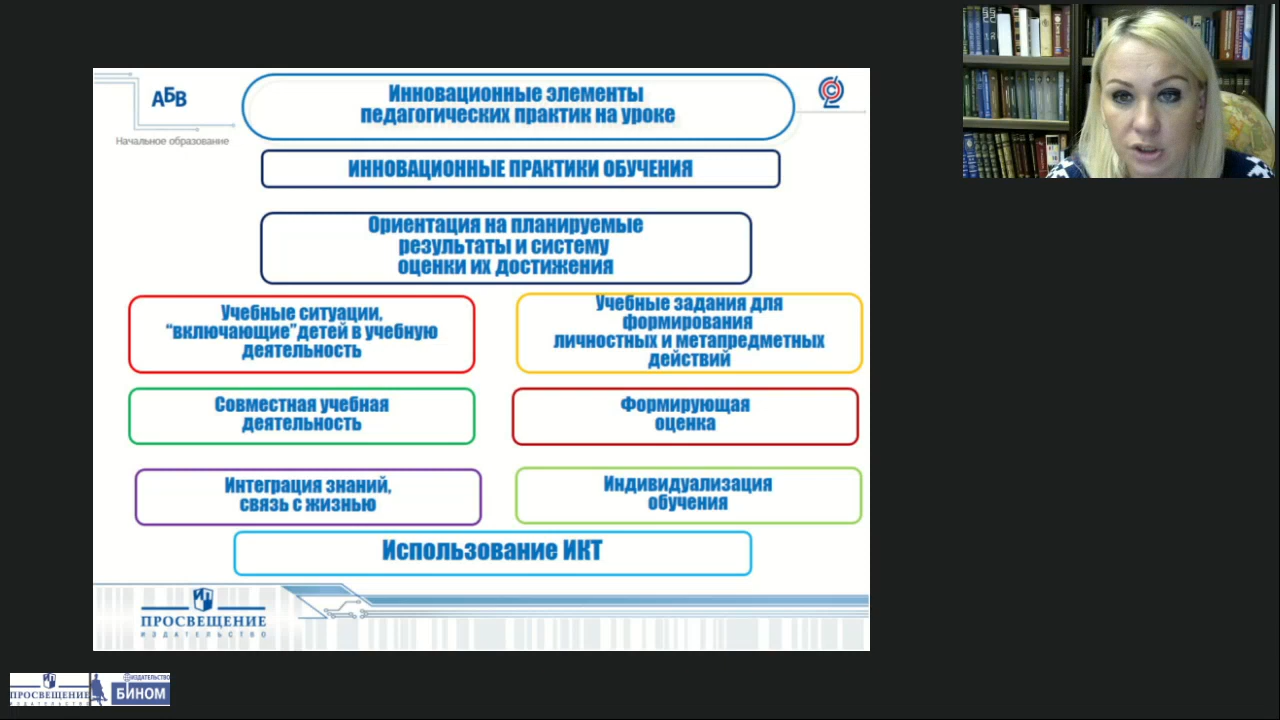 АБВ
Начальное образование
Инновационные элементы
педагогических практик на уроке
ИННОВАЦИОННЫЕ ПРАКТИКИ ОБУЧЕНИЯ
Ориентация на планируемые
результаты и систему
оценки их достижения
Учебные ситуации,
“включающие”детей в учебную
деятельность
Учебные задания для
формирования
личностных и метапредметных
действий
Совместная учебная
деятельность
Формирующая
оценка
Интеграция знаний,
связь с жизнью
Индивидуализация
обучения
Использование ИКТ
ПРОСВЕЩЕНИЕ
ИЗДАТЕЛЬСТВО
ПРОСВЕЩЕНИЕ
ИЗДАТЕЛЬСТВО
ИЗДАТЕЛЬСТВО
БИНОМ